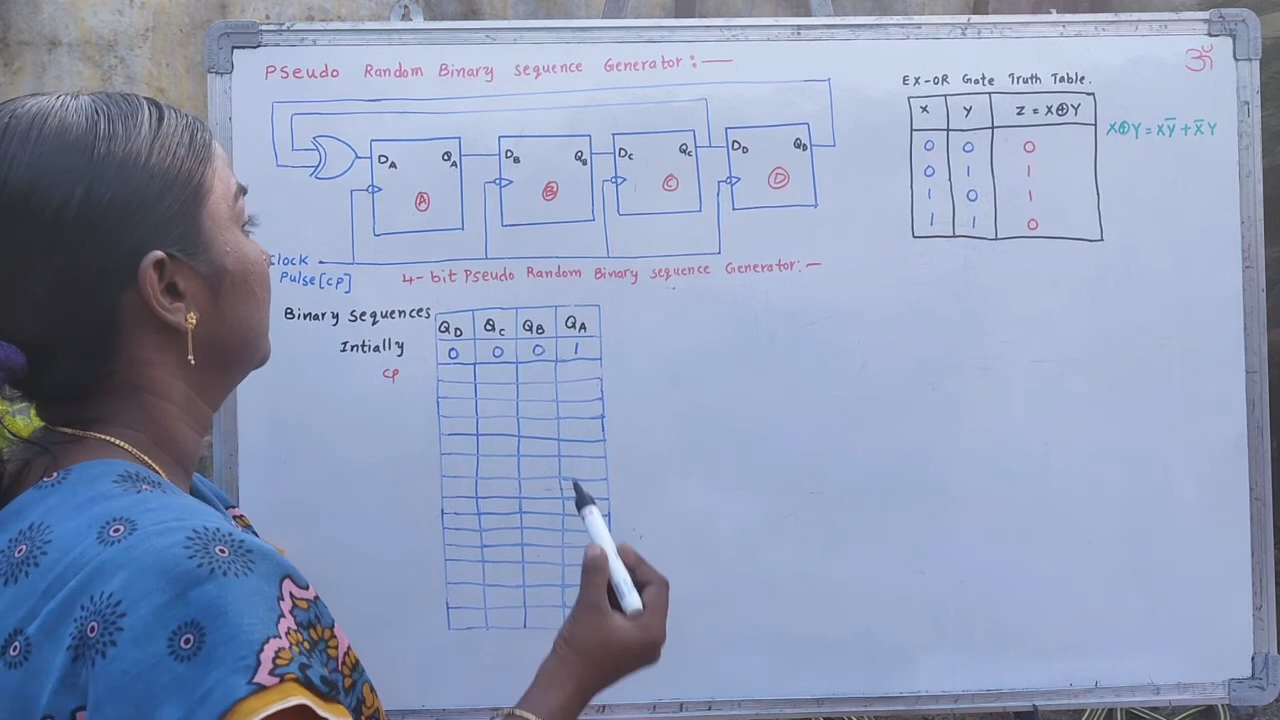 Pseudo Random Binary sequence Generator:—
ॐ
EX-OR Gate Truth Table.
X Y Z = X⊕Y
0 0 0
0 1 1
1 0 1
1 1 0
X⊕Y = XY̅ + X̅Y
DA QA DB QB DC QC DD QD
A B C D
clock
Pulse[CP]
4-bit Pseudo Random Binary sequence Generator:—
Binary sequences QD QC QB QA
Intially 0 0 0 1
CP